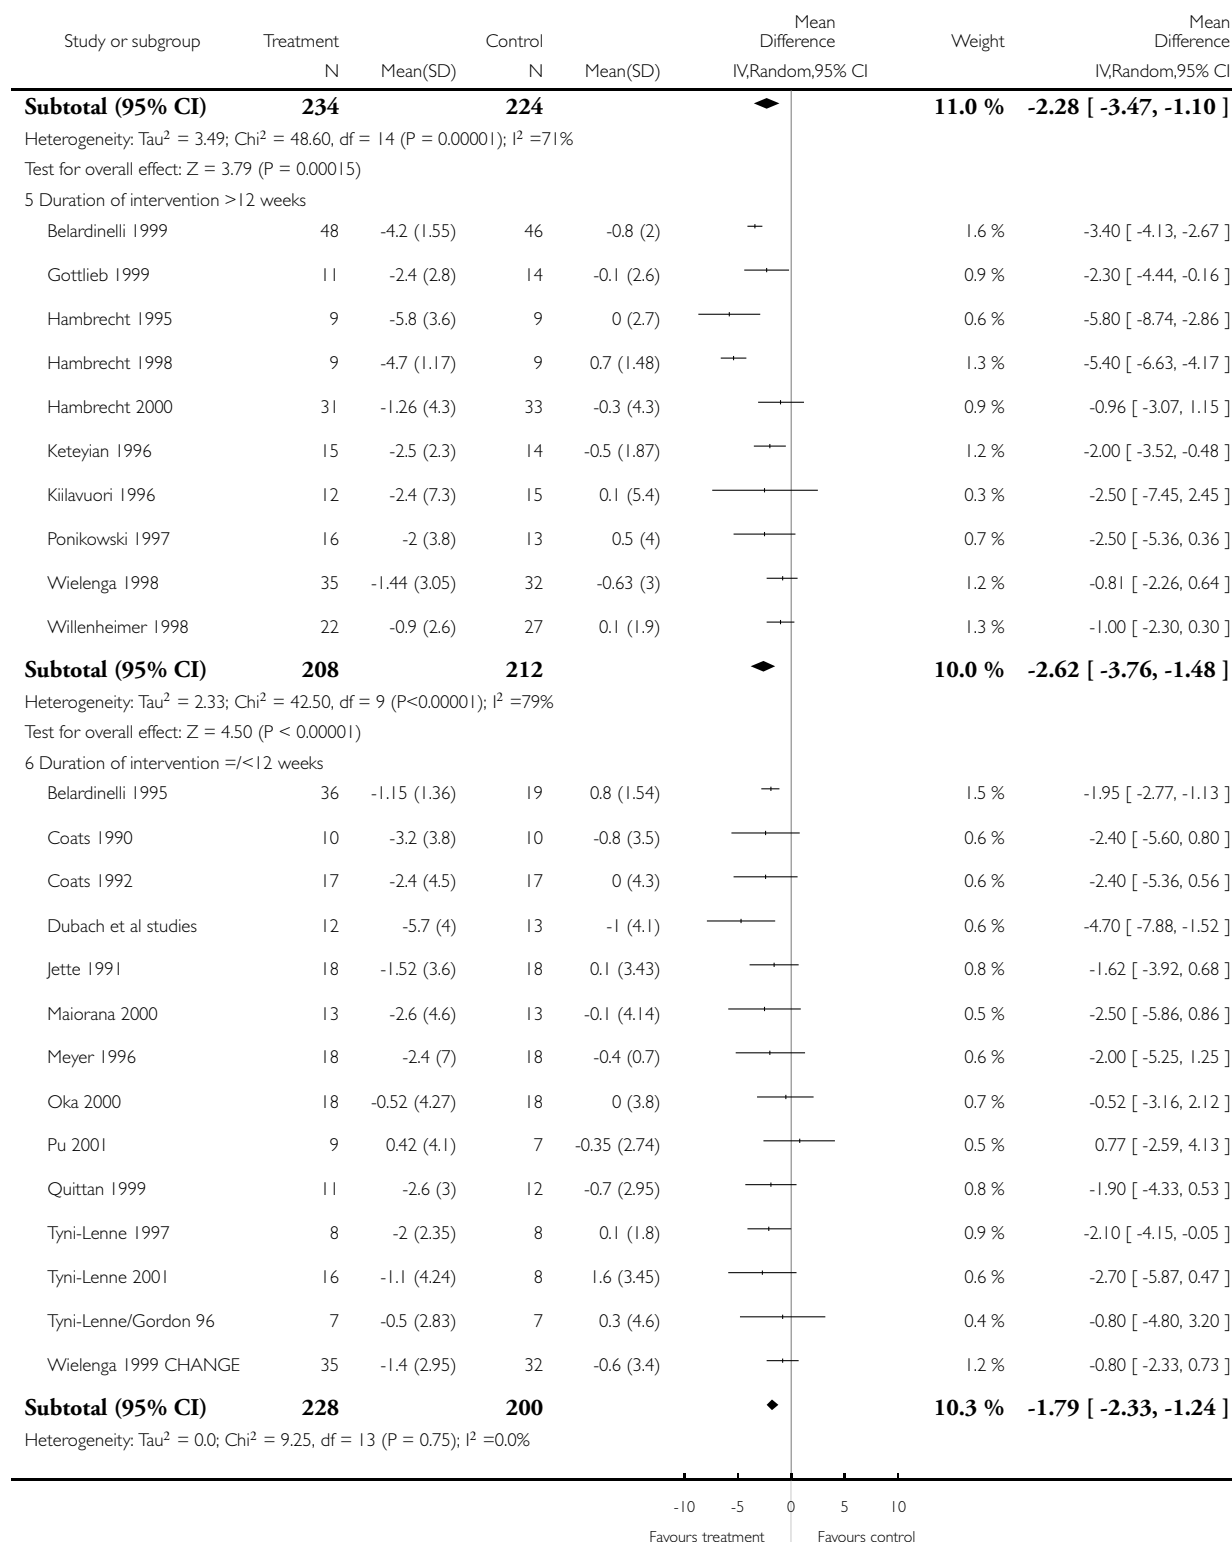 Mean Mean
Study or subgroup Treatment Control Difference Weight Difference
N Mean(SD) N Mean(SD) IV,Random,95% CI IV,Random,95% CI
Subtotal (95% CI) 234 224 11.0 % -2.28 [ -3.47, -1.10 ]
Heterogeneity: Tau² = 3.49; Chi² = 48.60, df = 14 (P = 0.00001); I² =71%
Test for overall effect: Z = 3.79 (P = 0.00015)
5 Duration of intervention >12 weeks
Belardinelli 1999 48 -4.2 (1.55) 46 -0.8 (2) 1.6 % -3.40 [ -4.13, -2.67 ]
Gottlieb 1999 11 -2.4 (2.8) 14 -0.1 (2.6) 0.9 % -2.30 [ -4.44, -0.16 ]
Hambrecht 1995 9 -5.8 (3.6) 9 0 (2.7) 0.6 % -5.80 [ -8.74, -2.86 ]
Hambrecht 1998 9 -4.7 (1.17) 9 0.7 (1.48) 1.3 % -5.40 [ -6.63, -4.17 ]
Hambrecht 2000 31 -1.26 (4.3) 33 -0.3 (4.3) 0.9 % -0.96 [ -3.07, 1.15 ]
Keteyian 1996 15 -2.5 (2.3) 14 -0.5 (1.87) 1.2 % -2.00 [ -3.52, -0.48 ]
Kiilavuori 1996 12 -2.4 (7.3) 15 0.1 (5.4) 0.3 % -2.50 [ -7.45, 2.45 ]
Ponikowski 1997 16 -2 (3.8) 13 0.5 (4) 0.7 % -2.50 [ -5.36, 0.36 ]
Wielenga 1998 35 -1.44 (3.05) 32 -0.63 (3) 1.2 % -0.81 [ -2.26, 0.64 ]
Willenheimer 1998 22 -0.9 (2.6) 27 0.1 (1.9) 1.3 % -1.00 [ -2.30, 0.30 ]
Subtotal (95% CI) 208 212 10.0 % -2.62 [ -3.76, -1.48 ]
Heterogeneity: Tau² = 2.33; Chi² = 42.50, df = 9 (P<0.00001); I² =79%
Test for overall effect: Z = 4.50 (P < 0.00001)
6 Duration of intervention =/<12 weeks
Belardinelli 1995 36 -1.15 (1.36) 19 0.8 (1.54) 1.5 % -1.95 [ -2.77, -1.13 ]
Coats 1990 10 -3.2 (3.8) 10 -0.8 (3.5) 0.6 % -2.40 [ -5.60, 0.80 ]
Coats 1992 17 -2.4 (4.5) 17 0 (4.3) 0.6 % -2.40 [ -5.36, 0.56 ]
Dubach et al studies 12 -5.7 (4) 13 -1 (4.1) 0.6 % -4.70 [ -7.88, -1.52 ]
Jette 1991 18 -1.52 (3.6) 18 0.1 (3.43) 0.8 % -1.62 [ -3.92, 0.68 ]
Maiorana 2000 13 -2.6 (4.6) 13 -0.1 (4.14) 0.5 % -2.50 [ -5.86, 0.86 ]
Meyer 1996 18 -2.4 (7) 18 -0.4 (0.7) 0.6 % -2.00 [ -5.25, 1.25 ]
Oka 2000 18 -0.52 (4.27) 18 0 (3.8) 0.7 % -0.52 [ -3.16, 2.12 ]
Pu 2001 9 0.42 (4.1) 7 -0.35 (2.74) 0.5 % 0.77 [ -2.59, 4.13 ]
Quittan 1999 11 -2.6 (3) 12 -0.7 (2.95) 0.8 % -1.90 [ -4.33, 0.53 ]
Tyni-Lenne 1997 8 -2 (2.35) 8 0.1 (1.8) 0.9 % -2.10 [ -4.15, -0.05 ]
Tyni-Lenne 2001 16 -1.1 (4.24) 8 1.6 (3.45) 0.6 % -2.70 [ -5.87, 0.47 ]
Tyni-Lenne/Gordon 96 7 -0.5 (2.83) 7 0.3 (4.6) 0.4 % -0.80 [ -4.80, 3.20 ]
Wielenga 1999 CHANGE 35 -1.4 (2.95) 32 -0.6 (3.4) 1.2 % -0.80 [ -2.33, 0.73 ]
Subtotal (95% CI) 228 200 10.3 % -1.79 [ -2.33, -1.24 ]
Heterogeneity: Tau² = 0.0; Chi² = 9.25, df = 13 (P = 0.75); I² =0.0%
-10 -5 0 5 10
Favours treatment Favours control